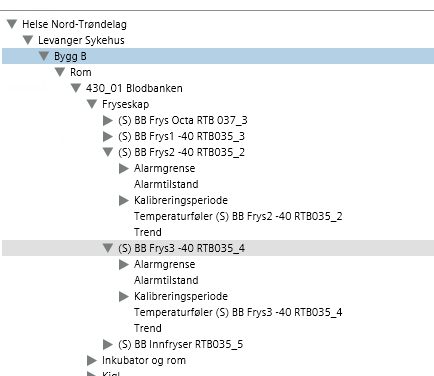 Helse Nord-Trøndelag
Levanger Sykehus
Bygg B
Rom
430_01 Blodbanken
Fryseskap
(S) BB Frys Octa RTB 037_3
(S) BB Frys1 -40 RTB035_3
(S) BB Frys2 -40 RTB035_2
Alarmgrense
Alarmtilstand
Kalibreringsperiode
Temperaturføler (S) BB Frys2 -40 RTB035_2
Trend
(S) BB Frys3 -40 RTB035_4
Alarmgrense
Alarmtilstand
Kalibreringsperiode
Temperaturføler (S) BB Frys3 -40 RTB035_4
Trend
(S) BB Innfryser RTB035_5
Inkubator og rom